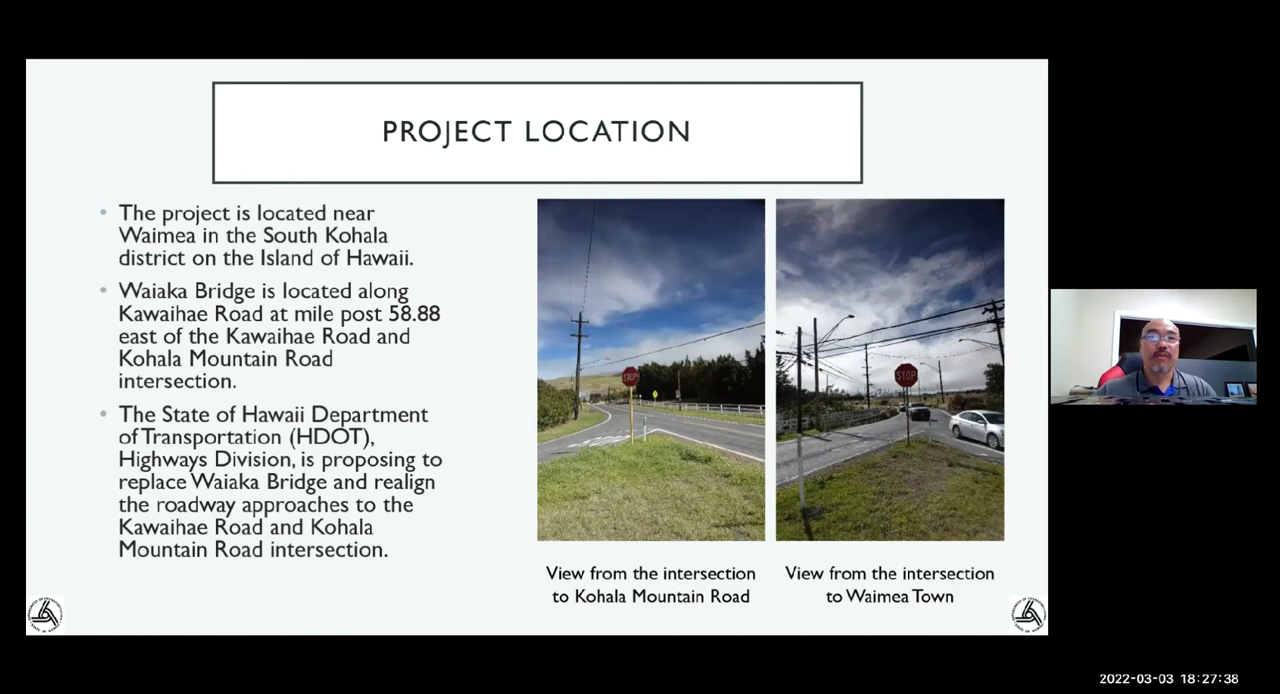 PROJECT LOCATION
• The project is located near
Waimea in the South Kohala
district on the Island of Hawaii.
• Waiaka Bridge is located along
Kawaihae Road at mile post 58.88
east of the Kawaihae Road and
Kohala Mountain Road
intersection.
• The State of Hawaii Department
of Transportation (HDOT),
Highways Division, is proposing to
replace Waiaka Bridge and realign
the roadway approaches to the
Kawaihae Road and Kohala
Mountain Road intersection.
STOP
STOP
View from the intersection
to Kohala Mountain Road
View from the intersection
to Waimea Town
2022-03-03 18:27:38